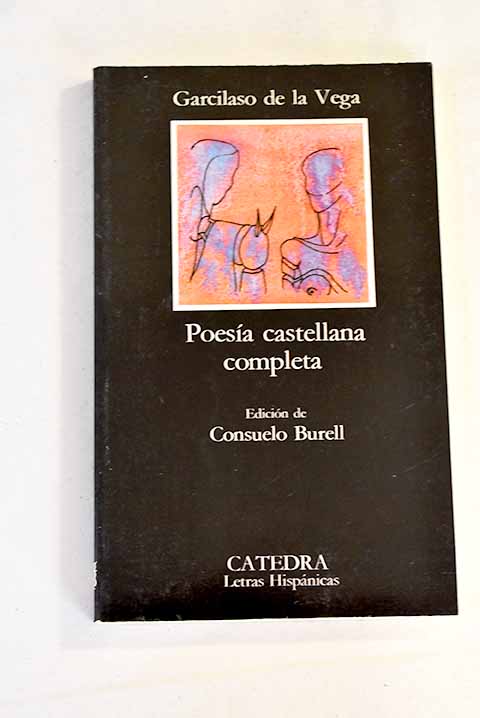 Garcilaso de la Vega
Poesía castellana
completa
Edición de
Consuelo Burell
CATEDRA
Letras Hispánicas